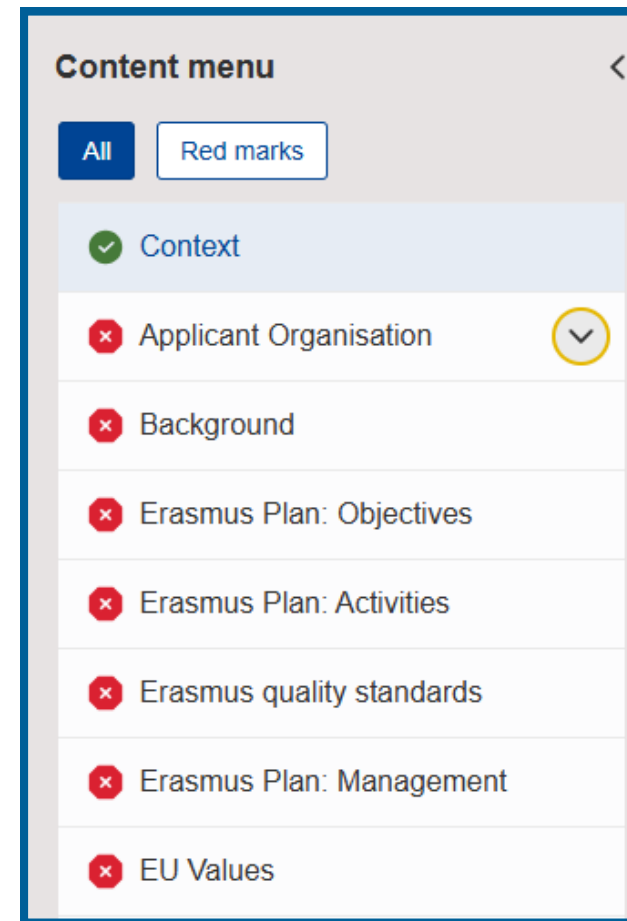 Content menu
All
Red marks
Context
Applicant Organisation
Background
Erasmus Plan: Objectives
Erasmus Plan: Activities
Erasmus quality standards
Erasmus Plan: Management
EU Values